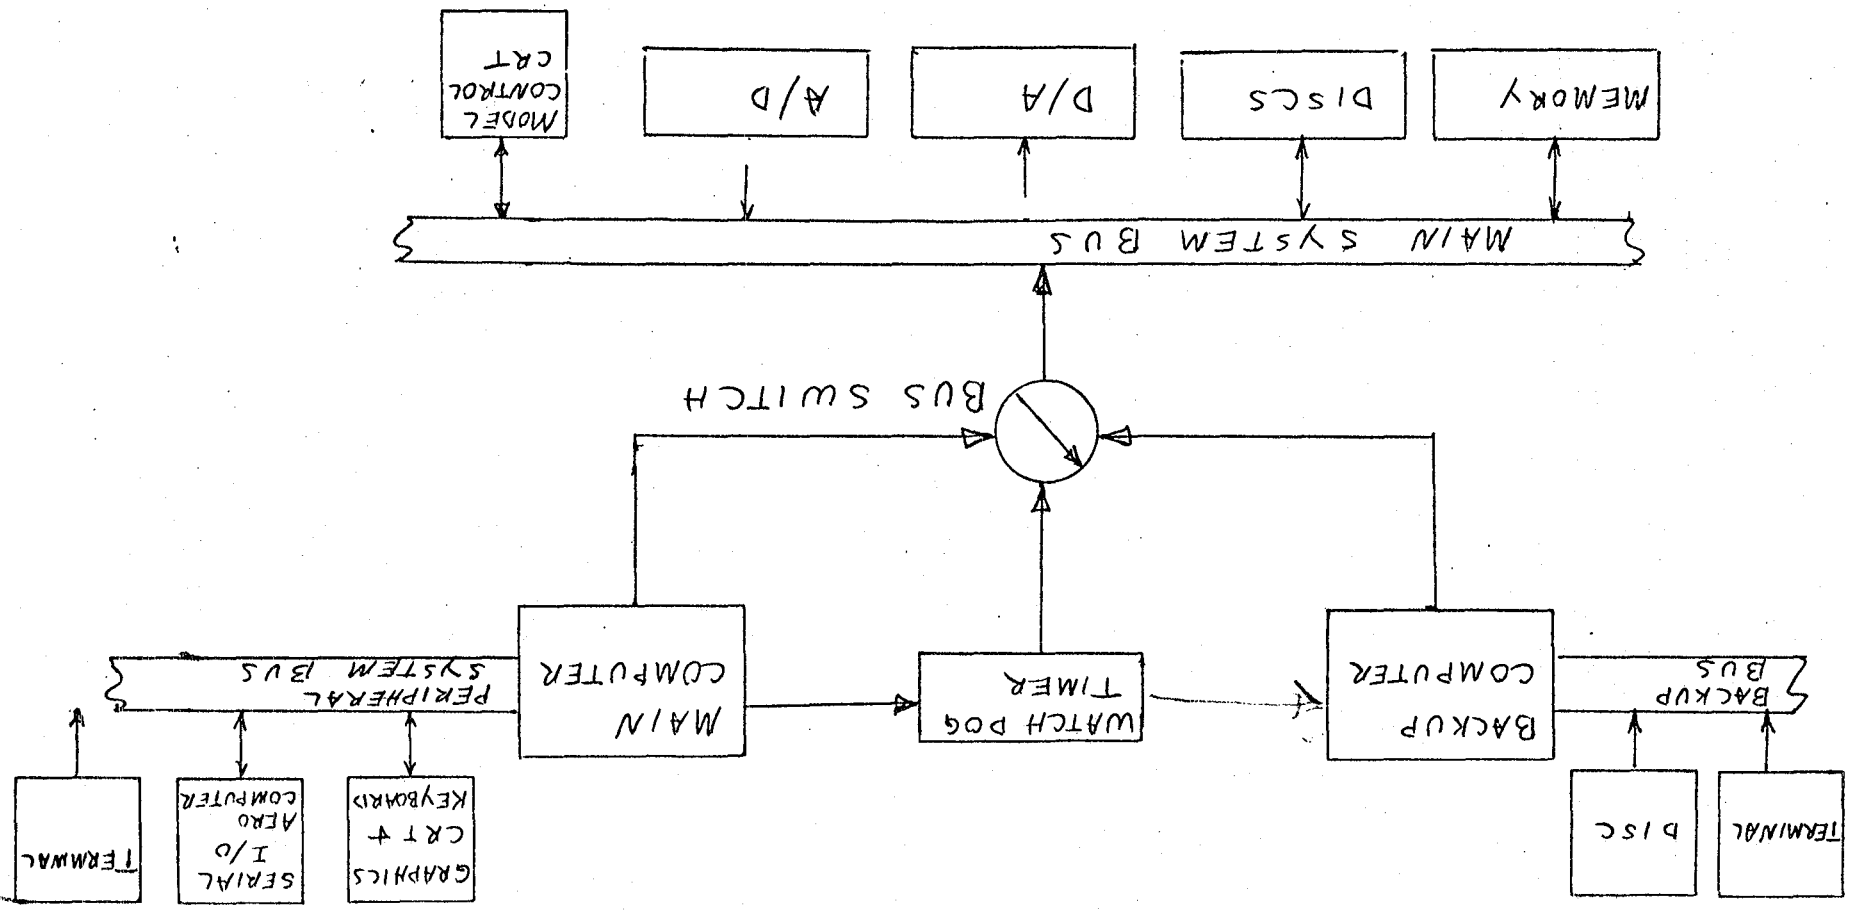 TERMINAL
DISC
GRAPHICS
CRT +
KEYBOARD
SERIAL
I/O
AERO
COMPUTER
TERMINAL
BACKUP
BUS
BACKUP
COMPUTER
WATCH DOG
TIMER
MAIN
COMPUTER
PERIPHERAL
SYSTEM BUS
BUS SWITCH
MAIN SYSTEM BUS
MEMORY
DISCS
D/A
A/D
MODEL
CONTROL
CRT